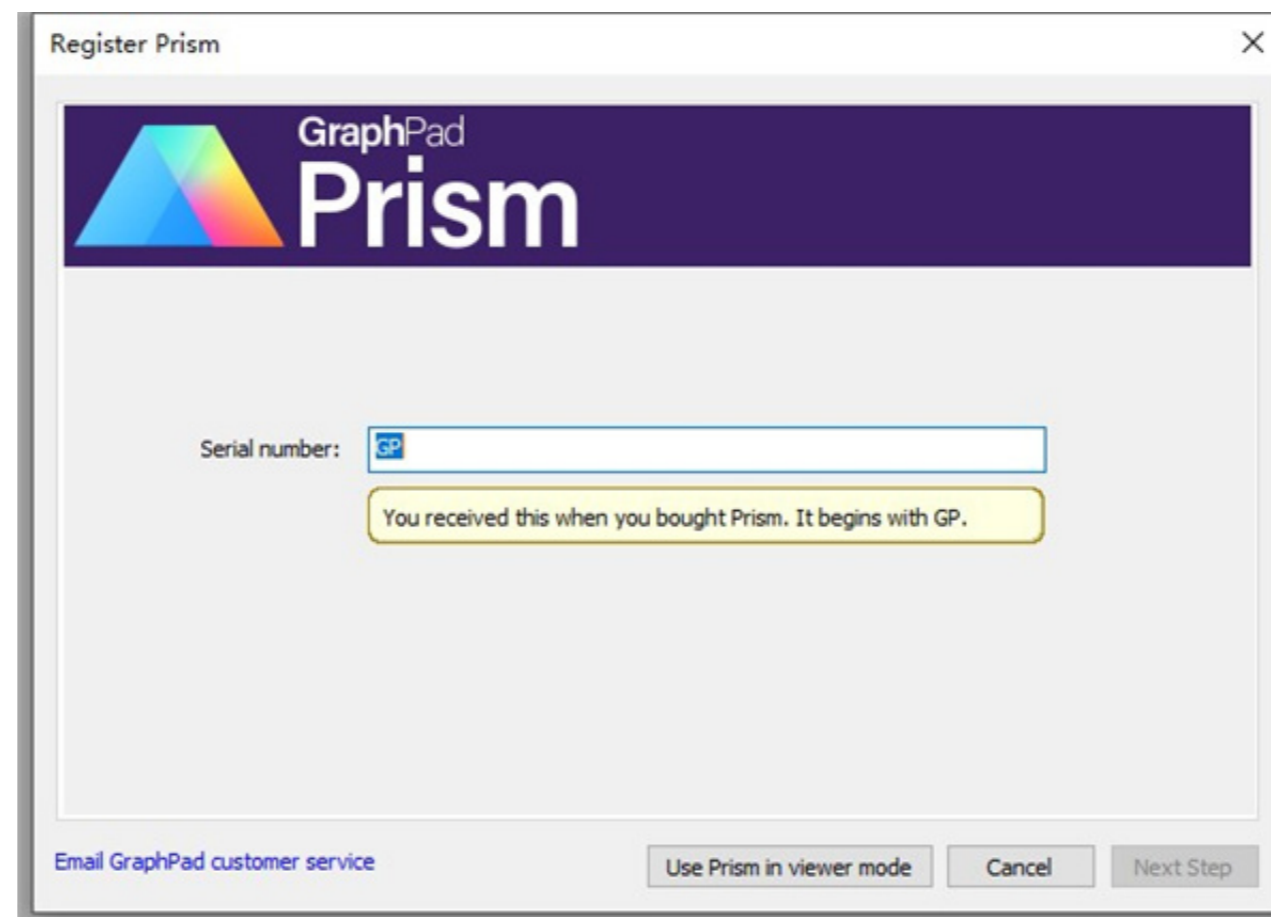 Register Prism
GraphPad
Prism
Serial number: GP
You received this when you bought Prism. It begins with GP.
Email GraphPad customer service Use Prism in viewer mode Cancel Next Step